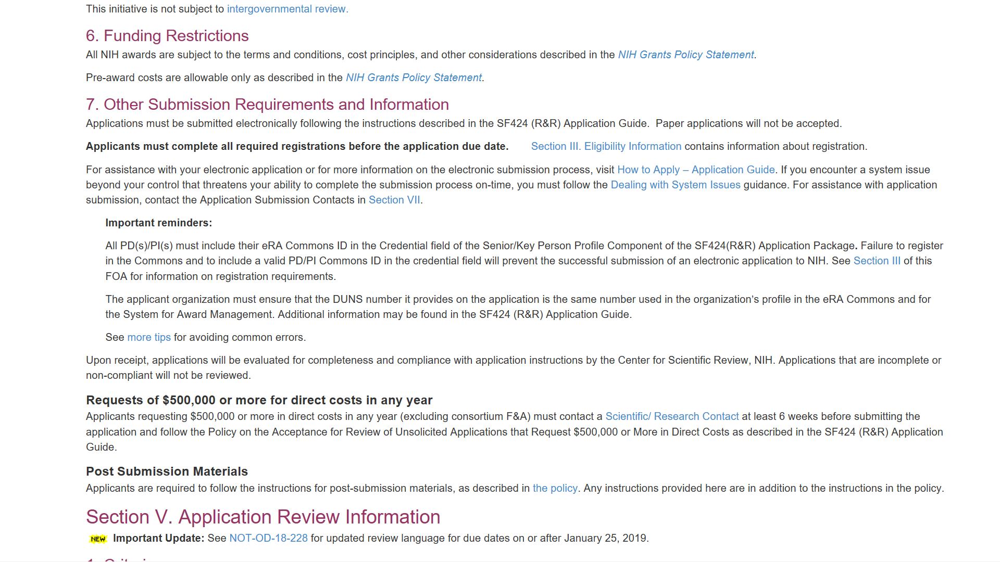 This initiative is not subject to intergovernmental review.
6. Funding Restrictions
All NIH awards are subject to the terms and conditions, cost principles, and other considerations described in the NIH Grants Policy Statement.
Pre-award costs are allowable only as described in the NIH Grants Policy Statement.
7. Other Submission Requirements and Information
Applications must be submitted electronically following the instructions described in the SF424 (R&R) Application Guide.  Paper applications will not be accepted.
Applicants must complete all required registrations before the application due date. Section III. Eligibility Information contains information about registration.
For assistance with your electronic application or for more information on the electronic submission process, visit How to Apply – Application Guide. If you encounter a system issue
beyond your control that threatens your ability to complete the submission process on-time, you must follow the Dealing with System Issues guidance. For assistance with application
submission, contact the Application Submission Contacts in Section VII.
Important reminders:
All PD(s)/PI(s) must include their eRA Commons ID in the Credential field of the Senior/Key Person Profile Component of the SF424(R&R) Application Package. Failure to register
in the Commons and to include a valid PD/PI Commons ID in the credential field will prevent the successful submission of an electronic application to NIH. See Section III of this
FOA for information on registration requirements.
The applicant organization must ensure that the DUNS number it provides on the application is the same number used in the organization’s profile in the eRA Commons and for
the System for Award Management. Additional information may be found in the SF424 (R&R) Application Guide.
See more tips for avoiding common errors.
Upon receipt, applications will be evaluated for completeness and compliance with application instructions by the Center for Scientific Review, NIH. Applications that are incomplete or
non-compliant will not be reviewed.
Requests of $500,000 or more for direct costs in any year
Applicants requesting $500,000 or more in direct costs in any year (excluding consortium F&A) must contact a Scientific/ Research Contact at least 6 weeks before submitting the
application and follow the Policy on the Acceptance for Review of Unsolicited Applications that Request $500,000 or More in Direct Costs as described in the SF424 (R&R) Application
Guide.
Post Submission Materials
Applicants are required to follow the instructions for post-submission materials, as described in the policy. Any instructions provided here are in addition to the instructions in the policy.
Section V. Application Review Information
NEW Important Update: See NOT-OD-18-228 for updated review language for due dates on or after January 25, 2019.